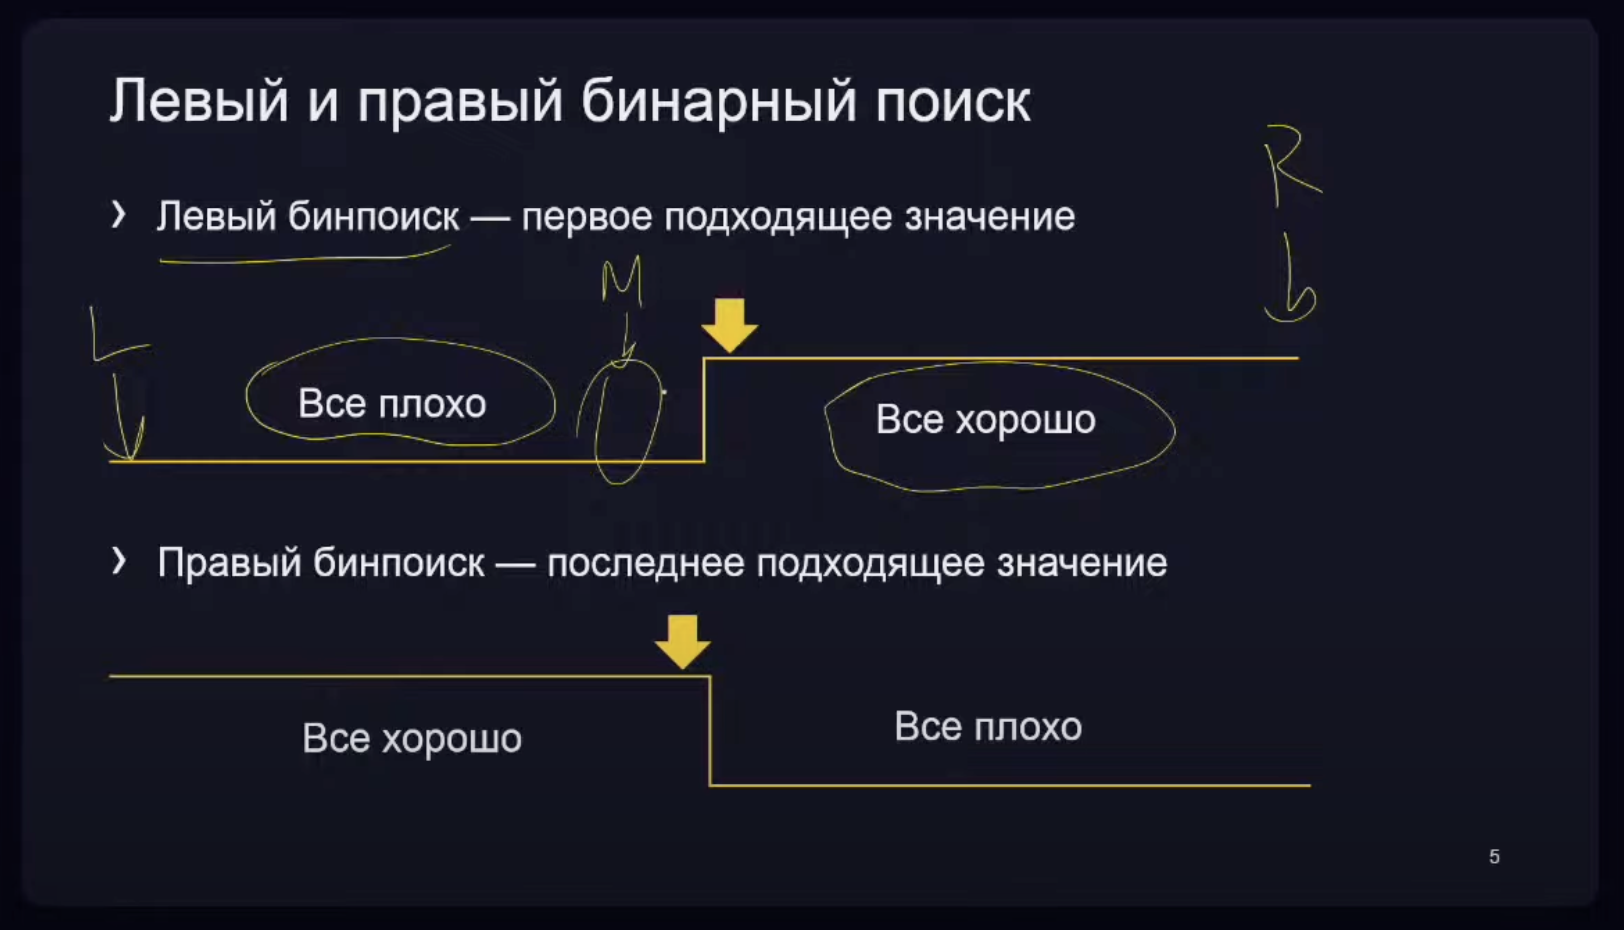 Левый и правый бинарный поиск
R
› Левый бинпоиск — первое подходящее значение
M
L
Все плохо
Все хорошо
› Правый бинпоиск — последнее подходящее значение
Все хорошо
Все плохо
5